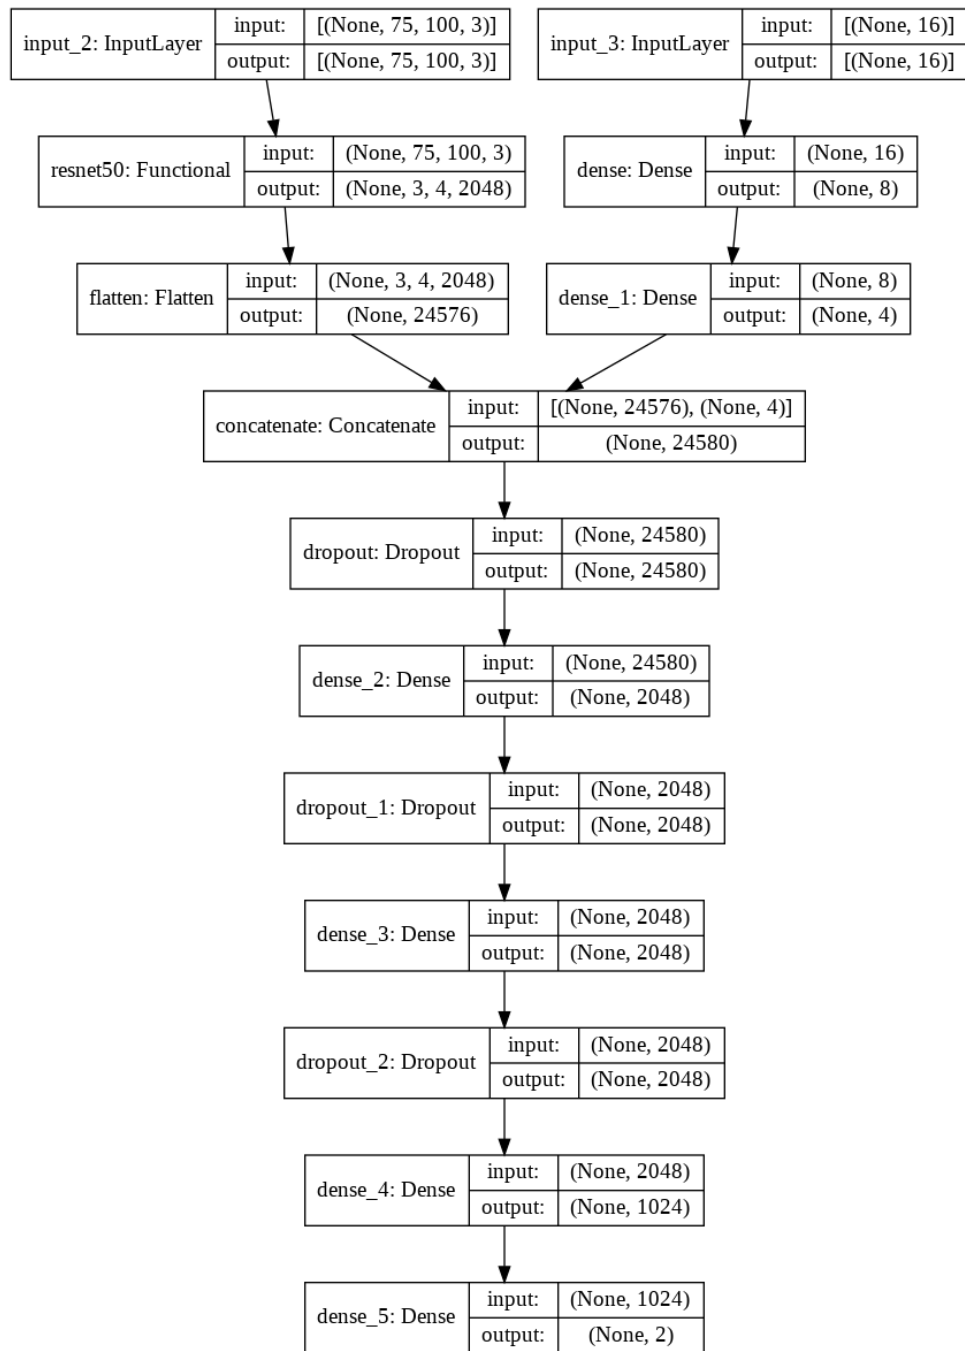 input_2: InputLayer
input: [(None, 75, 100, 3)]
output: [(None, 75, 100, 3)]
input_3: InputLayer
input: [(None, 16)]
output: [(None, 16)]
resnet50: Functional
input: (None, 75, 100, 3)
output: (None, 3, 4, 2048)
dense: Dense
input: (None, 16)
output: (None, 8)
flatten: Flatten
input: (None, 3, 4, 2048)
output: (None, 24576)
dense_1: Dense
input: (None, 8)
output: (None, 4)
concatenate: Concatenate
input: [(None, 24576), (None, 4)]
output: (None, 24580)
dropout: Dropout
input: (None, 24580)
output: (None, 24580)
dense_2: Dense
input: (None, 24580)
output: (None, 2048)
dropout_1: Dropout
input: (None, 2048)
output: (None, 2048)
dense_3: Dense
input: (None, 2048)
output: (None, 2048)
dropout_2: Dropout
input: (None, 2048)
output: (None, 2048)
dense_4: Dense
input: (None, 2048)
output: (None, 1024)
dense_5: Dense
input: (None, 1024)
output: (None, 2)